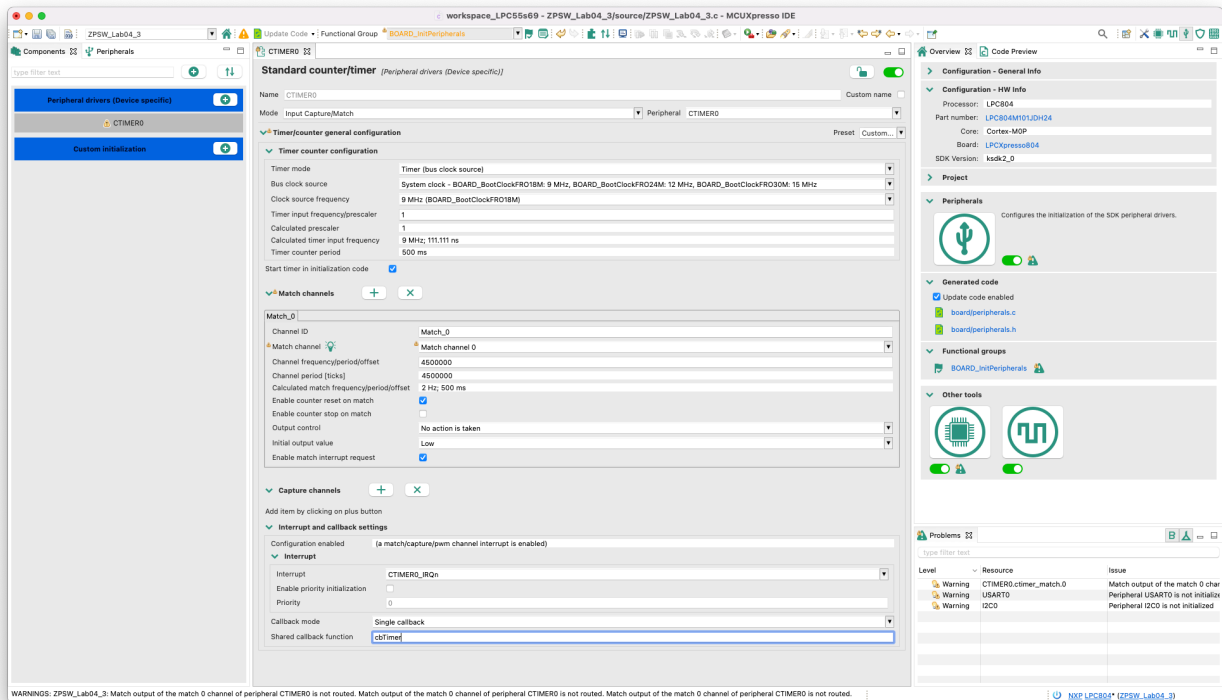 workspace_LPC55s69 - ZPSW_Lab04_3/source/ZPSW_Lab04_3.c - MCUXpresso IDE
ZPSW_Lab04_3
Update Code
Functional Group
BOARD_InitPeripherals
Components
Peripherals
type filter text
Peripheral drivers (Device specific)
CTIMER0
Custom initialization
CTIMER0
Standard counter/timer [Peripheral drivers (Device specific)]
Name CTIMER0 Custom name
Mode Input Capture/Match Peripheral CTIMER0
Timer/counter general configuration Preset Custom...
Timer counter configuration
Timer mode Timer (bus clock source)
Bus clock source System clock - BOARD_BootClockFRO18M: 9 MHz, BOARD_BootClockFRO24M: 12 MHz, BOARD_BootClockFRO30M: 15 MHz
Clock source frequency 9 MHz (BOARD_BootClockFRO18M)
Timer input frequency/prescaler 1
Calculated prescaler 1
Calculated timer input frequency 9 MHz; 111.111 ns
Timer counter period 500 ms
Start timer in initialization code
Match channels
Match_0
Channel ID Match_0
Match channel Match channel 0
Channel frequency/period/offset 4500000
Channel period [ticks] 4500000
Calculated match frequency/period/offset 2 Hz; 500 ms
Enable counter reset on match
Enable counter stop on match
Output control No action is taken
Initial output value Low
Enable match interrupt request
Capture channels
Add item by clicking on plus button
Interrupt and callback settings
Configuration enabled (a match/capture/pwm channel interrupt is enabled)
Interrupt
Interrupt CTIMER0_IRQn
Enable priority initialization
Priority 0
Callback mode Single callback
Shared callback function cbTimer
Overview
Code Preview
Configuration - General Info
Configuration - HW Info
Processor: LPC804
Part number: LPC804M101JDH24
Core: Cortex-M0P
Board: LPCXpresso804
SDK Version: ksdk2_0
Project
Peripherals
Configures the initialization of the SDK peripheral drivers.
Generated code
Update code enabled
board/peripherals.c
board/peripherals.h
Functional groups
BOARD_InitPeripherals
Other tools
Problems
type filter text
Level Resource Issue
Warning CTIMER0.ctimer_match.0 Match output of the match 0 char
Warning USART0 Peripheral USART0 is not initialize
Warning I2C0 Peripheral I2C0 is not initialized
WARNINGS: ZPSW_Lab04_3: Match output of the match 0 channel of peripheral CTIMER0 is not routed. Match output of the match 0 channel of peripheral CTIMER0 is not routed. Match output of the match 0 channel of peripheral CTIMER0 is not routed.
NXP LPC804* (ZPSW_Lab04_3)